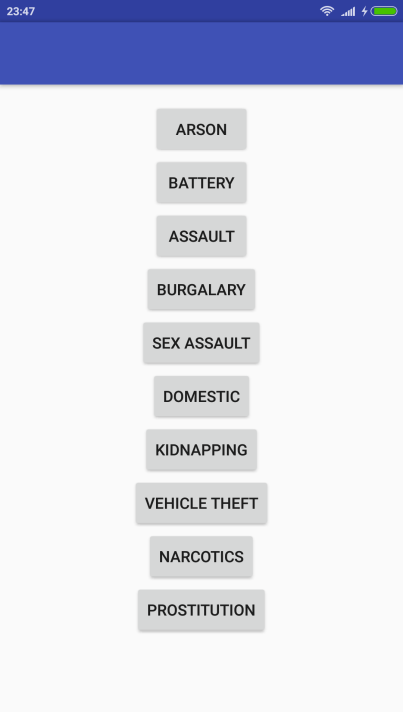 23:47
ARSON
BATTERY
ASSAULT
BURGALARY
SEX ASSAULT
DOMESTIC
KIDNAPPING
VEHICLE THEFT
NARCOTICS
PROSTITUTION